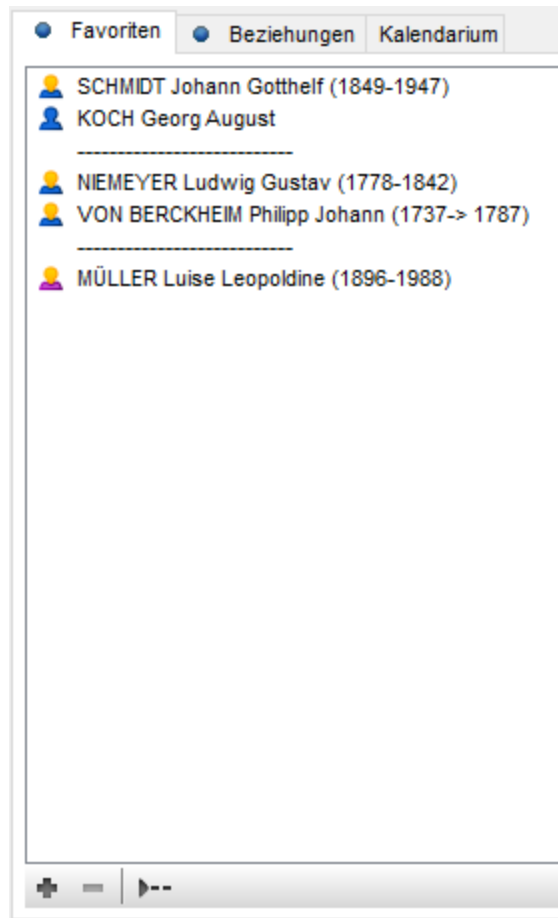 Favoriten Beziehungen Kalendarium
SCHMIDT Johann Gotthelf (1849-1947)
KOCH Georg August
---------------------------
NIEMEYER Ludwig Gustav (1778-1842)
VON BERCKHEIM Philipp Johann (1737-> 1787)
---------------------------
MÜLLER Luise Leopoldine (1896-1988)